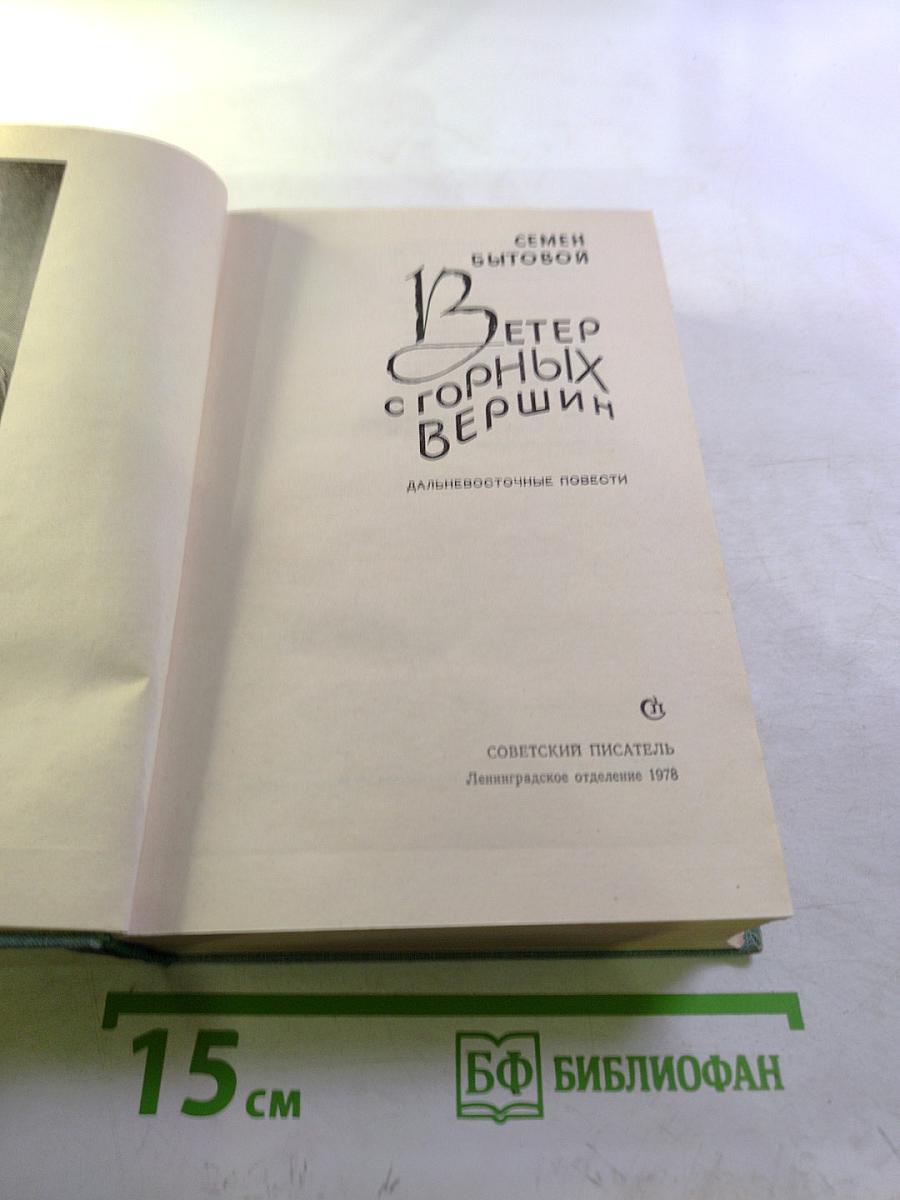 СЕМЕН
БЫТОВОЙ
ВЕТЕР
С ГОРНЫХ
ВЕРШИН
ДАЛЬНЕВОСТОЧНЫЕ ПОВЕСТИ
СОВЕТСКИЙ ПИСАТЕЛЬ
Ленинградское отделение 1978
15 см
БФ БИБЛИОФАН